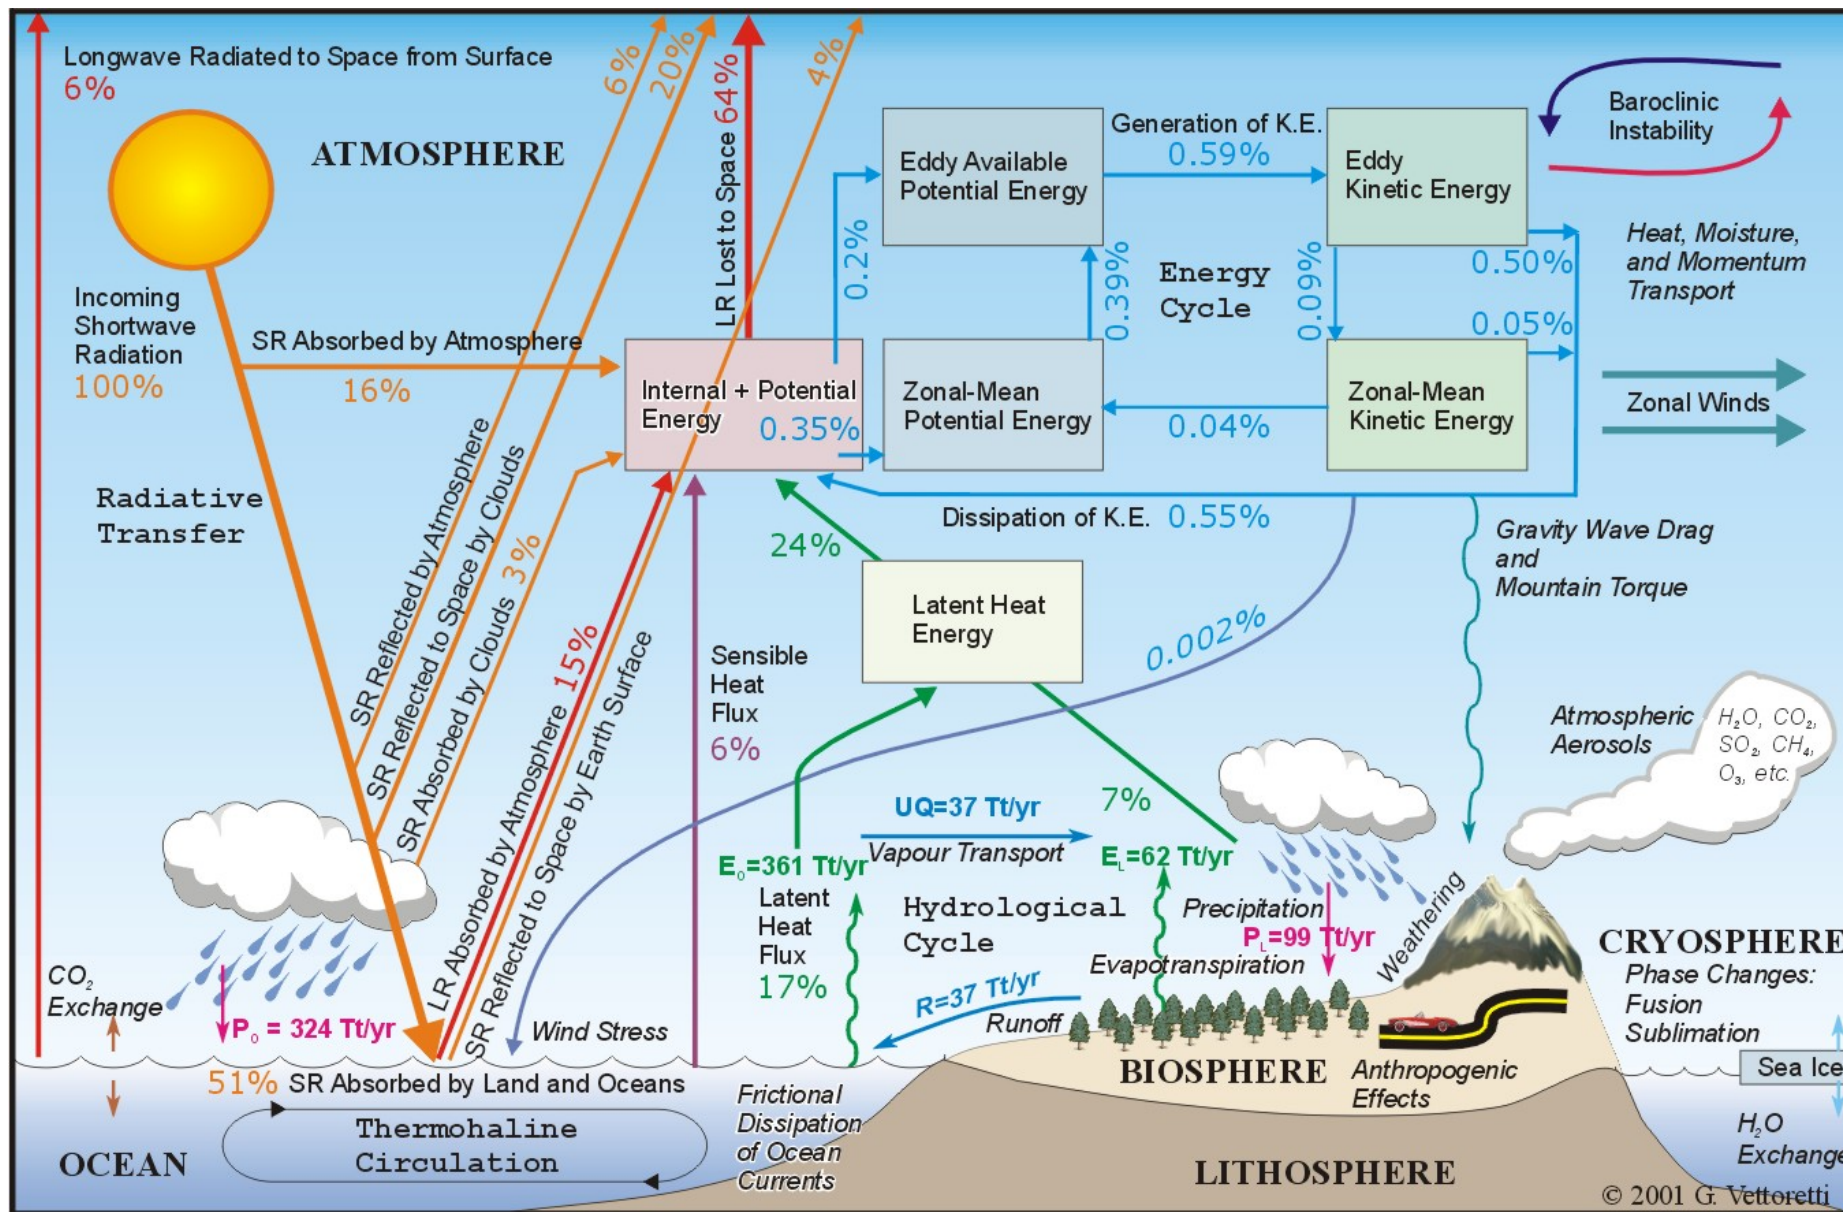 Longwave Radiated to Space from Surface
6%
ATMOSPHERE
Incoming
Shortwave
Radiation
100%
SR Absorbed by Atmosphere
16%
Radiative
Transfer
SR Reflected by Atmosphere
6%
SR Reflected to Space by Clouds
20%
SR Absorbed by Clouds 3%
LR Absorbed by Atmosphere 15%
SR Reflected to Space by Earth Surface
4%
LR Lost to Space 64%
Internal + Potential
Energy
0.35%
0.2%
Eddy Available
Potential Energy
Generation of K.E.
0.59%
Eddy
Kinetic Energy
Baroclinic
Instability
0.39%
Energy
Cycle
0.09%
0.50%
0.05%
Heat, Moisture,
and Momentum
Transport
Zonal-Mean
Potential Energy
0.04%
Zonal-Mean
Kinetic Energy
Zonal Winds
Dissipation of K.E. 0.55%
24%
Latent Heat
Energy
0.002%
Gravity Wave Drag
and
Mountain Torque
Sensible
Heat
Flux
6%
Atmospheric
Aerosols
H₂O, CO₂,
SO₂, CH₄,
O₃, etc.
7%
UQ=37 Tt/yr
Vapour Transport
E₀=361 Tt/yr
Latent
Heat
Flux
17%
E_L=62 Tt/yr
Hydrological
Cycle
Precipitation
P_L=99 Tt/yr
Evapotranspiration
Weathering
R=37 Tt/yr
Runoff
CRYOSPHERE
Phase Changes:
Fusion
Sublimation
CO₂
Exchange
P₀ = 324 Tt/yr
Wind Stress
51% SR Absorbed by Land and Oceans
BIOSPHERE
Anthropogenic
Effects
Sea Ice
Thermohaline
Circulation
OCEAN
Frictional
Dissipation
of Ocean
Currents
LITHOSPHERE
H₂O
Exchange
© 2001 G. Vettoretti